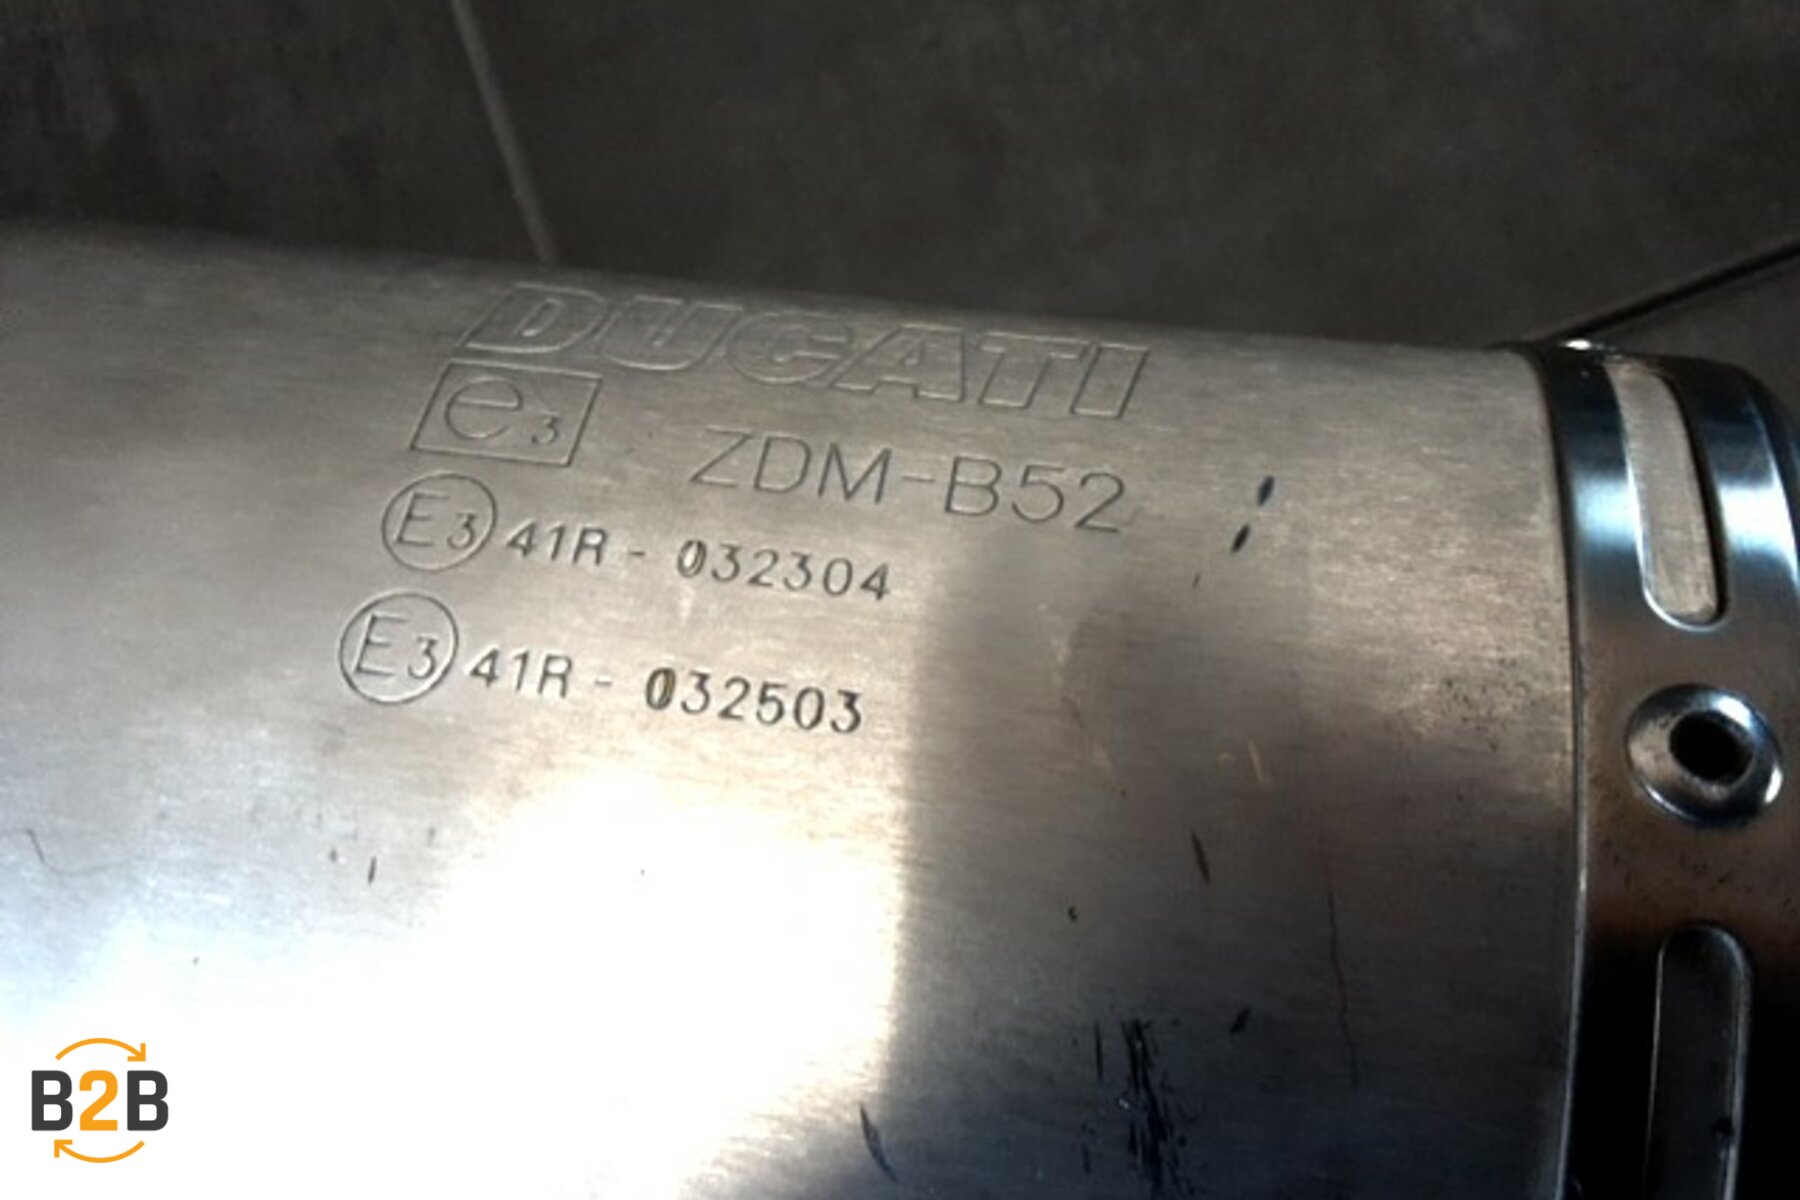 DUCATI
e3 ZDM-B52
E3 41R - 032304
E3 41R - 032503
B2B